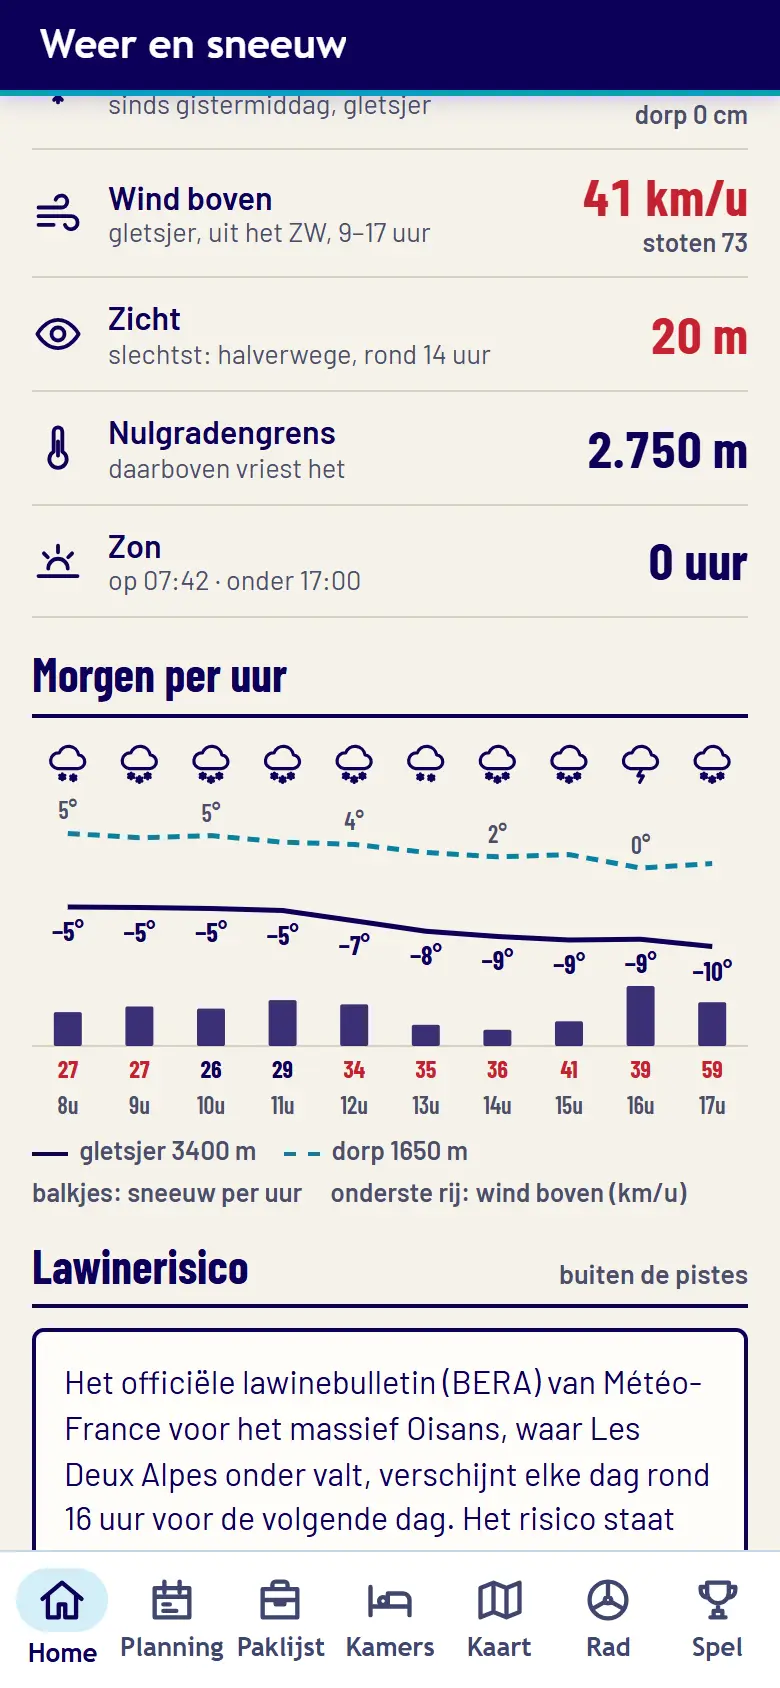 Weer en sneeuw
sinds gistermiddag, gletsjer
dorp 0 cm
Wind boven
41 km/u
gletsjer, uit het ZW, 9–17 uur
stoten 73
Zicht
20 m
slechtst: halverwege, rond 14 uur
Nulgradengrens
2.750 m
daarboven vriest het
Zon
0 uur
op 07:42 · onder 17:00
Morgen per uur
5° 5° 4° 2° 0°
–5° –5° –5° –5° –7° –8° –9° –9° –9° –10°
27 27 26 29 34 35 36 41 39 59
8u 9u 10u 11u 12u 13u 14u 15u 16u 17u
gletsjer 3400 m dorp 1650 m
balkjes: sneeuw per uur onderste rij: wind boven (km/u)
Lawinerisico buiten de pistes
Het officiële lawinebulletin (BERA) van Météo-
France voor het massief Oisans, waar Les
Deux Alpes onder valt, verschijnt elke dag rond
16 uur voor de volgende dag. Het risico staat
Home Planning Paklijst Kamers Kaart Rad Spel